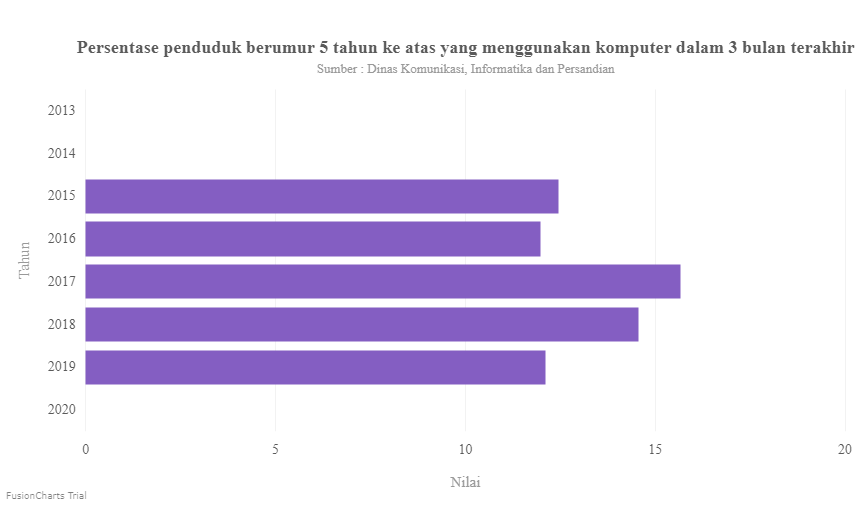 Persentase penduduk berumur 5 tahun ke atas yang menggunakan komputer dalam 3 bulan terakhir
Sumber : Dinas Komunikasi, Informatika dan Persandian
2013
2014
2015
2016
2017
2018
2019
2020
Tahun
0 5 10 15 20
Nilai
FusionCharts Trial